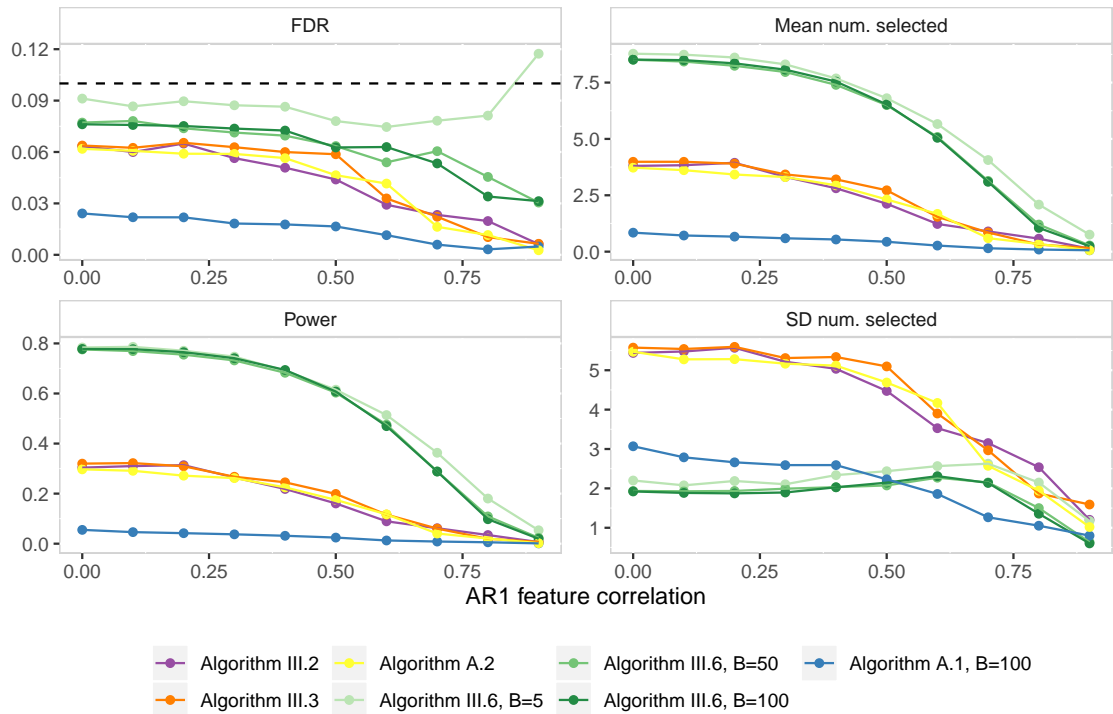 FDR
Mean num. selected
0.12
0.09
0.06
0.03
0.00
7.5
5.0
2.5
0.0
0.00 0.25 0.50 0.75
0.00 0.25 0.50 0.75
Power
SD num. selected
0.8
0.6
0.4
0.2
0.0
5
4
3
2
1
0.00 0.25 0.50 0.75
0.00 0.25 0.50 0.75
AR1 feature correlation
Algorithm III.2
Algorithm A.2
Algorithm III.6, B=50
Algorithm A.1, B=100
Algorithm III.3
Algorithm III.6, B=5
Algorithm III.6, B=100